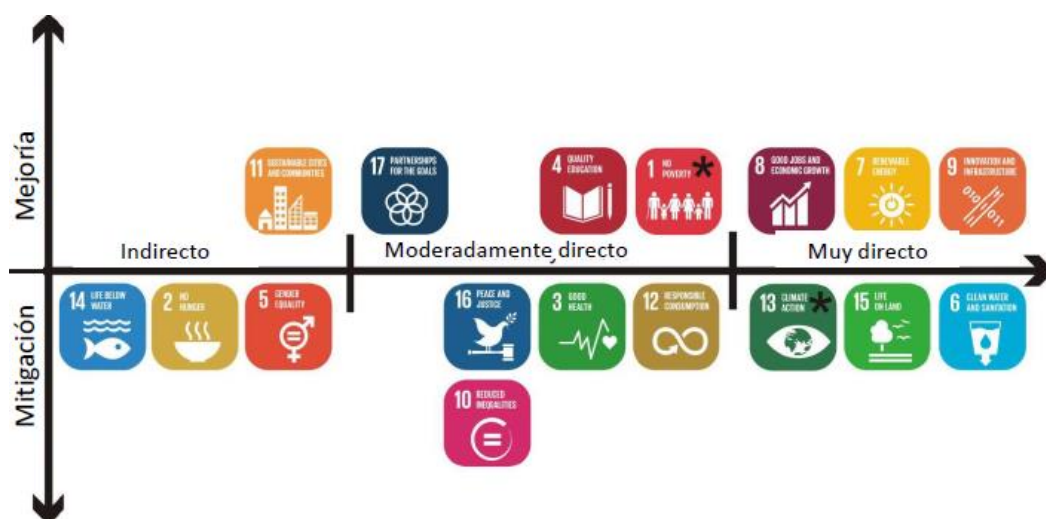 Mejoría
11 SUSTAINABLE CITIES
AND COMMUNITIES
17 PARTNERSHIPS
FOR THE GOALS
4 QUALITY
EDUCATION
1 NO
POVERTY *
8 GOOD JOBS AND
ECONOMIC GROWTH
7 RENEWABLE
ENERGY
9 INNOVATION AND
INFRASTRUCTURE
010 011
Indirecto
Moderadamente directo
Muy directo
Mitigación
14 LIFE BELOW
WATER
2 NO
HUNGER
5 GENDER
EQUALITY
16 PEACE AND
JUSTICE
3 GOOD
HEALTH
12 RESPONSIBLE
CONSUMPTION
13 CLIMATE
ACTION *
15 LIFE
ON LAND
6 CLEAN WATER
AND SANITATION
10 REDUCED
INEQUALITIES